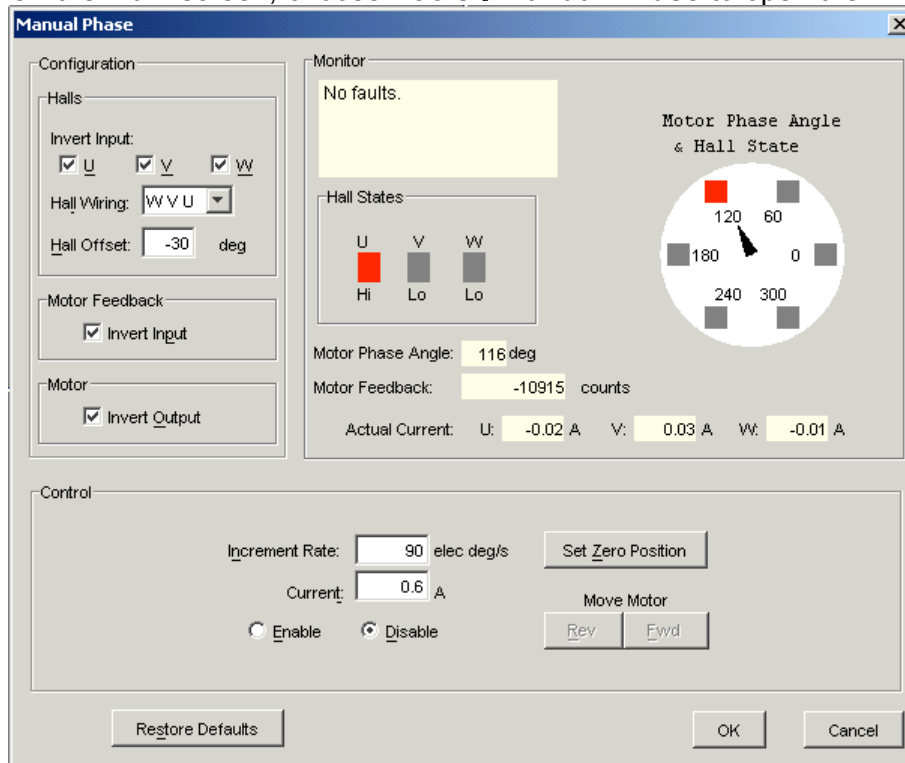 Manual Phase
Configuration
Halls
Invert Input:
U V W
Hall Wiring: W V U
Hall Offset: -30 deg
Motor Feedback
Invert Input
Motor
Invert Output
Monitor
No faults.
Hall States
U V W
Hi Lo Lo
Motor Phase Angle
& Hall State
120 60
180 0
240 300
Motor Phase Angle: 116 deg
Motor Feedback: -10915 counts
Actual Current: U: -0.02 A V: 0.03 A W: -0.01 A
Control
Increment Rate: 90 elec deg/s
Current: 0.6 A
Enable Disable
Set Zero Position
Move Motor
Rev Fwd
Restore Defaults
OK Cancel